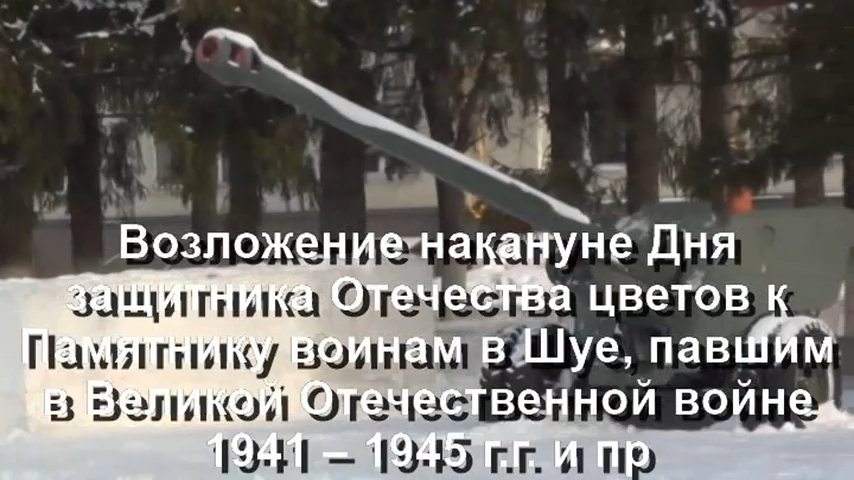 Возложение накануне Дня
защитника Отечества цветов к
Памятнику воинам в Шуе, павшим
в Великой Отечественной войне
1941 – 1945 г.г. и пр